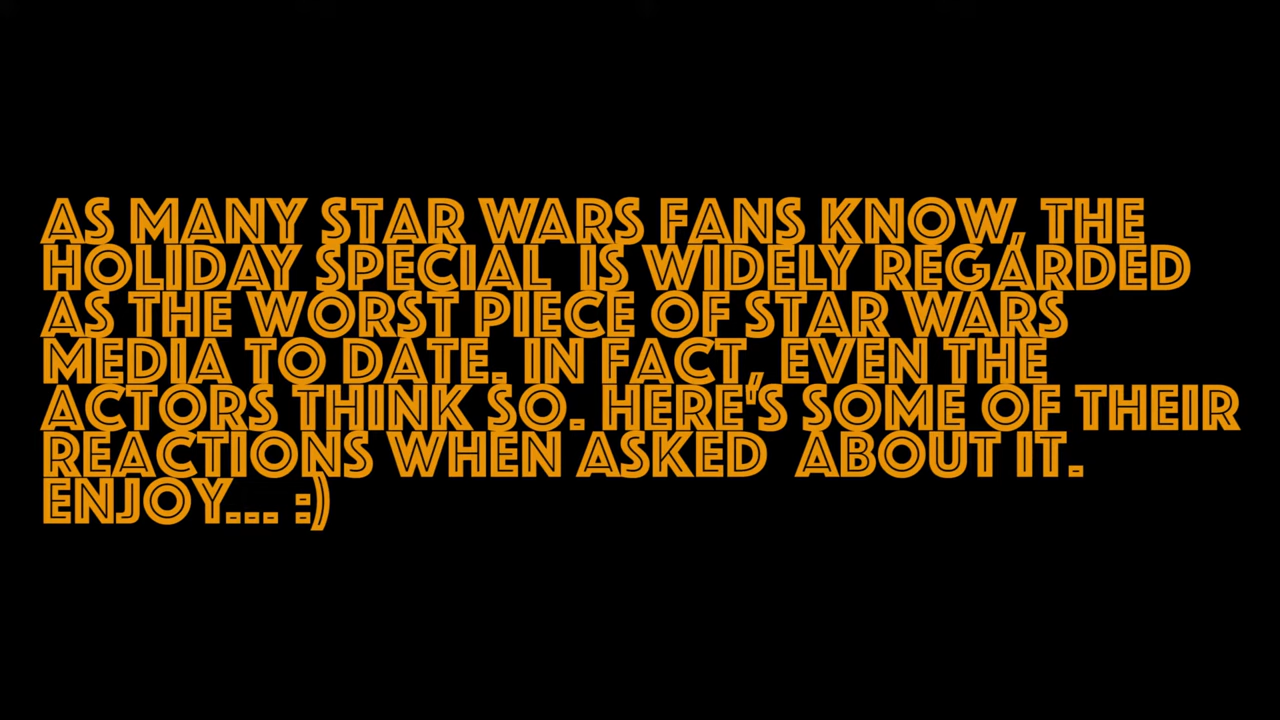 AS MANY STAR WARS FANS KNOW, THE
HOLIDAY SPECIAL  IS WIDELY REGARDED
AS THE WORST PIECE OF STAR WARS
MEDIA TO DATE. IN FACT, EVEN THE
ACTORS THINK SO. HERE'S SOME OF THEIR
REACTIONS WHEN ASKED  ABOUT IT.
ENJOY... :)